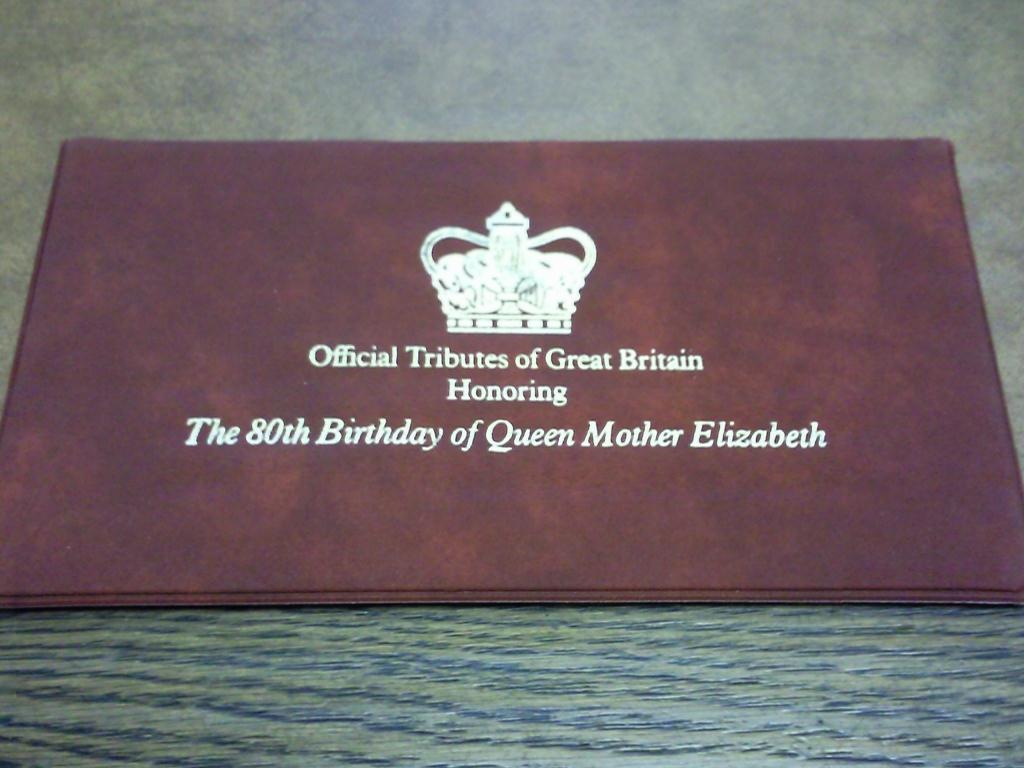 Official Tributes of Great Britain
Honoring
The 80th Birthday of Queen Mother Elizabeth